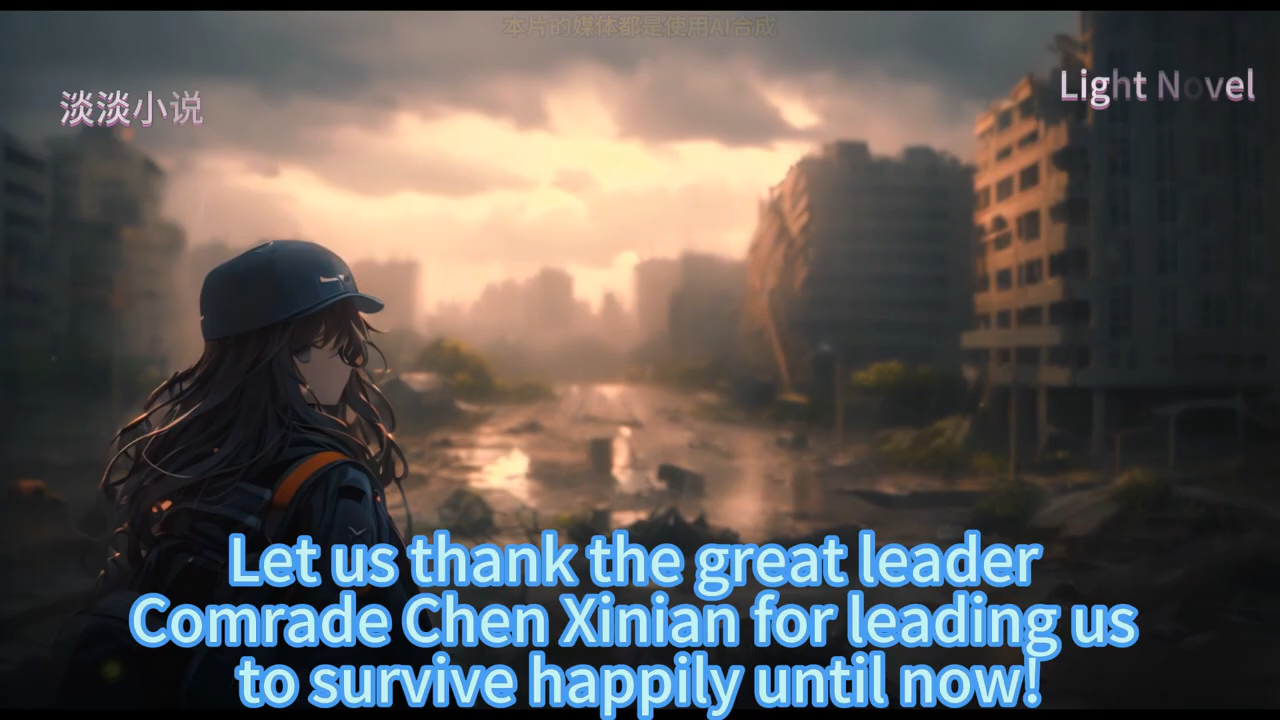 本片的媒体都是使用AI合成
淡淡小说
Light Novel
Let us thank the great leader
Comrade Chen Xinian for leading us
to survive happily until now!